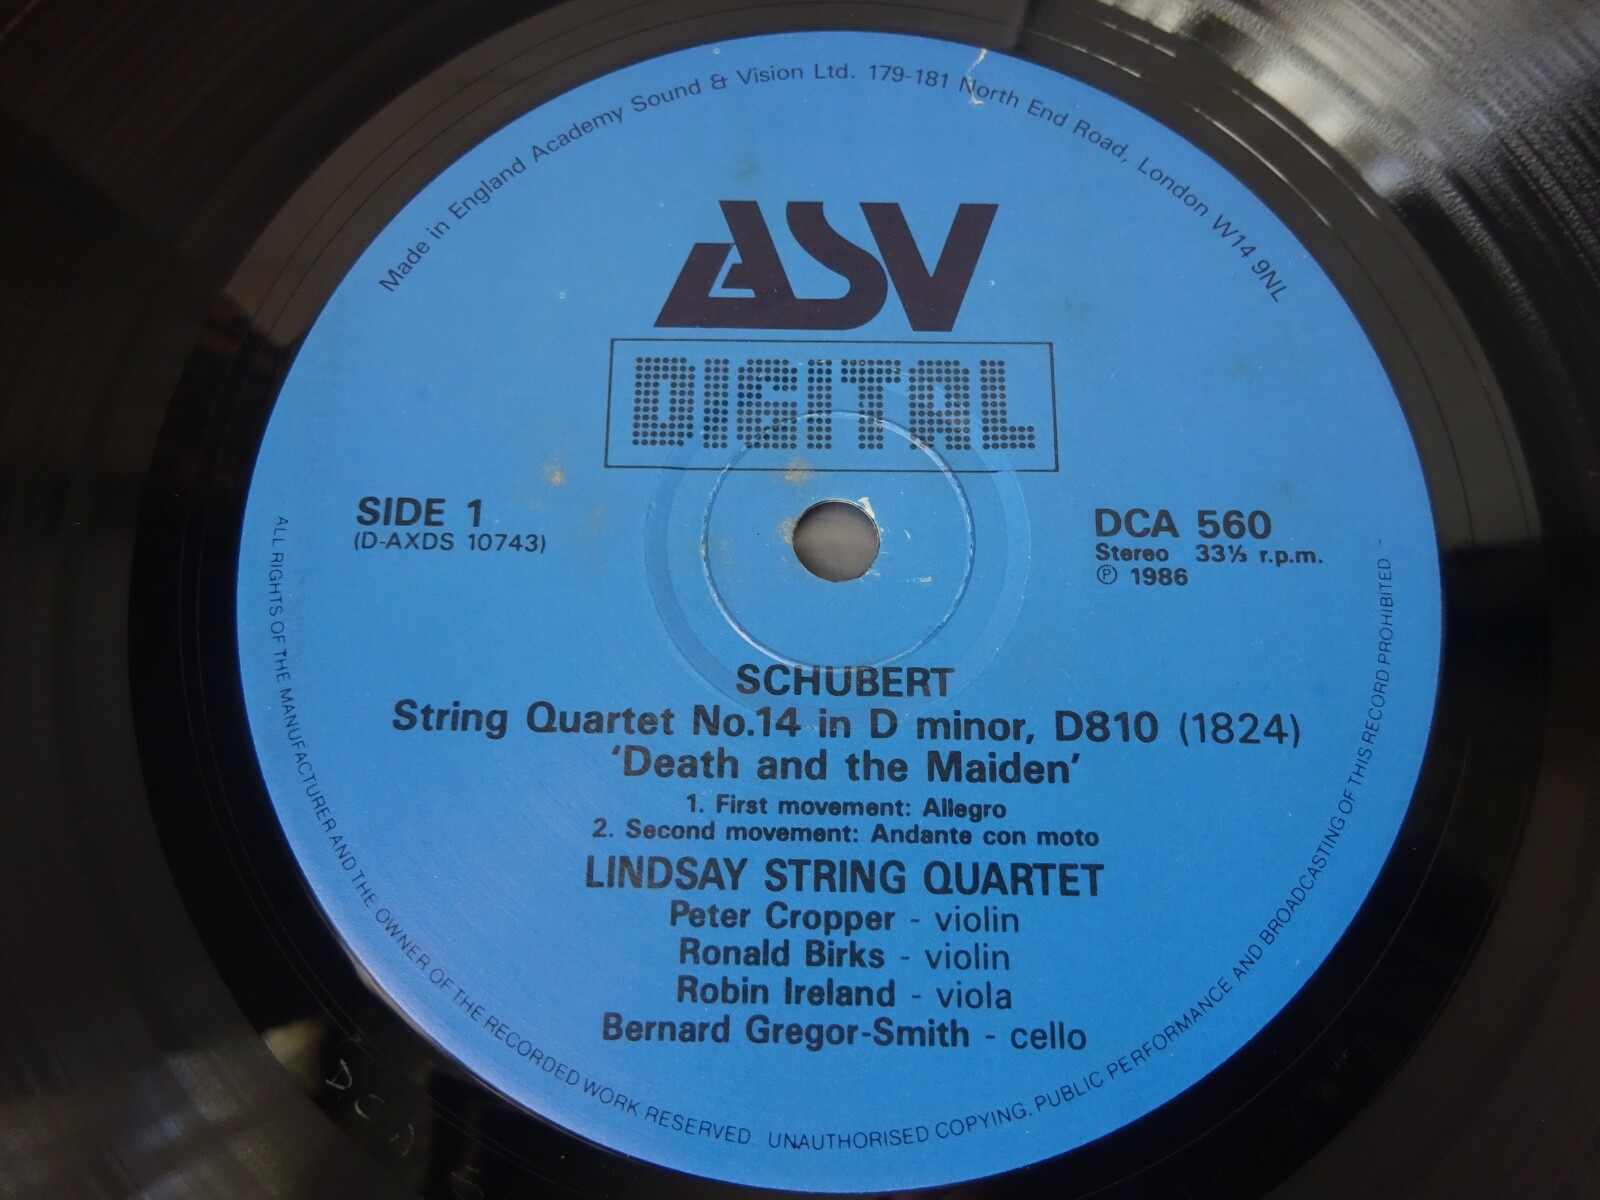 Made in England Academy Sound & Vision Ltd. 179-181 North End Road, London W14 9NL
ASV
DIGITAL
SIDE 1
(D-AXDS 10743)
DCA 560
Stereo 33⅓ r.p.m.
℗ 1986
SCHUBERT
String Quartet No.14 in D minor, D810 (1824)
'Death and the Maiden'
1. First movement: Allegro
2. Second movement: Andante con moto
LINDSAY STRING QUARTET
Peter Cropper - violin
Ronald Birks - violin
Robin Ireland - viola
Bernard Gregor-Smith - cello
ALL RIGHTS OF THE MANUFACTURER AND THE OWNER OF THE RECORDED WORK RESERVED. UNAUTHORISED COPYING, PUBLIC PERFORMANCE AND BROADCASTING OF THIS RECORD PROHIBITED -